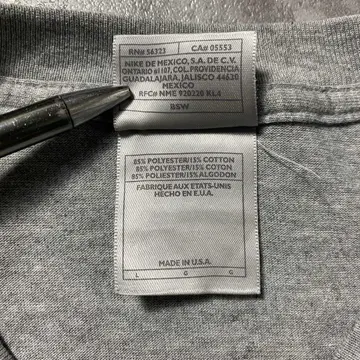 RN# 56323 CA# 05553
NIKE DE MEXICO, S.A. DE C.V.
ONTARIO #1107, COL. PROVIDENCIA
GUADALAJARA, JALISCO 44620
MEXICO
RFC# NME 920220 KL4
BSW
85% POLYESTER/15% COTTON
85% POLYESTER/15% COTON
85% POLIESTER/15% ALGODON
FABRIQUE AUX ETATS-UNIS
HECHO EN E.U.A.
MADE IN U.S.A.
L G G